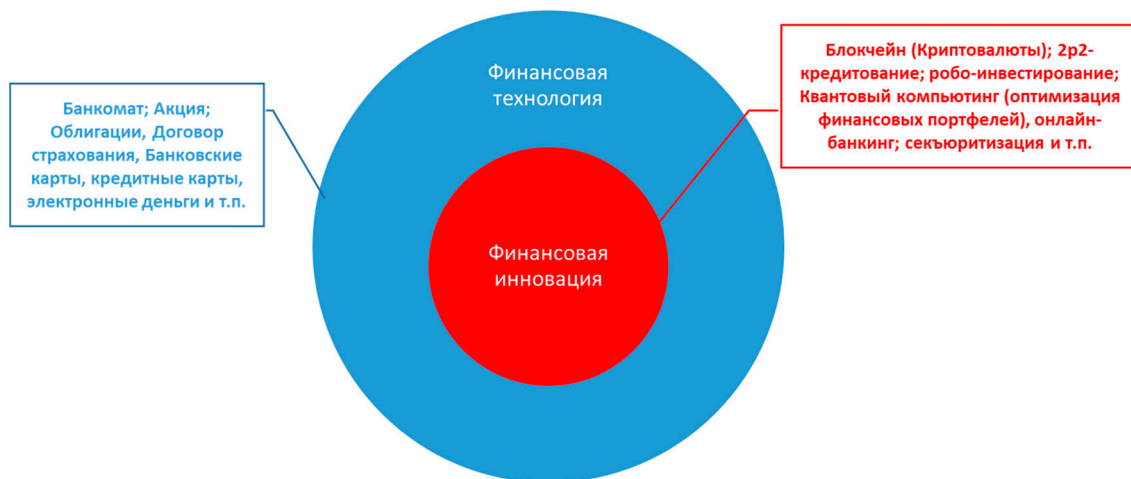 Финансовая
технология
Банкомат; Акция;
Облигации, Договор
страхования, Банковские
карты, кредитные карты,
электронные деньги и т.п.
Блокчейн (Криптовалюты); 2р2-
кредитование; робо-инвестирование;
Квантовый компьютинг (оптимизация
финансовых портфелей), онлайн-
банкинг; секъюритизация и т.п.
Финансовая
инновация